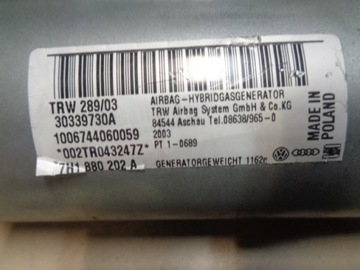 TRW 289/03
30339730A
1006744060059
*002TR043247Z*
7H1 880 202 A
AIRBAG-HYBRIDGASGENERATOR
TRW Airbag System GmbH & Co.KG
84544 Aschau Tel.08638/965-0
2003
PT 1-0689
GENERATORGEWICHT 1162g
MADE IN
POLAND